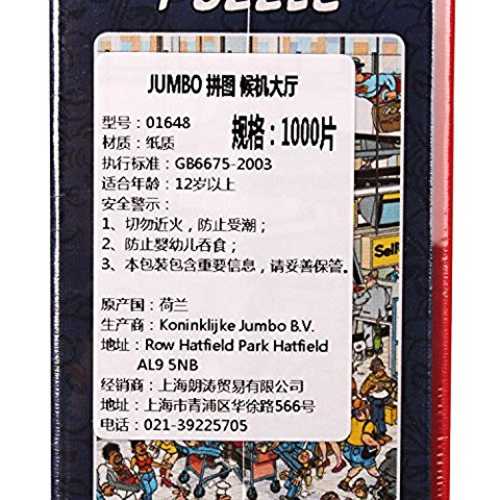 PUZZLE
JUMBO 拼图 候机大厅
型号：01648
规格：1000片
材质：纸质
执行标准：GB6675-2003
适合年龄：12岁以上
安全警示：
1、切勿近火，防止受潮；
2、防止婴幼儿吞食；
3、本包装包含重要信息，请妥善保管。
原产国：荷兰
生产商：Koninklijke Jumbo B.V.
地址：Row Hatfield Park Hatfield
AL9 5NB
经销商：上海朗涛贸易有限公司
地址：上海市青浦区华徐路566号
电话：021-39225705
Self